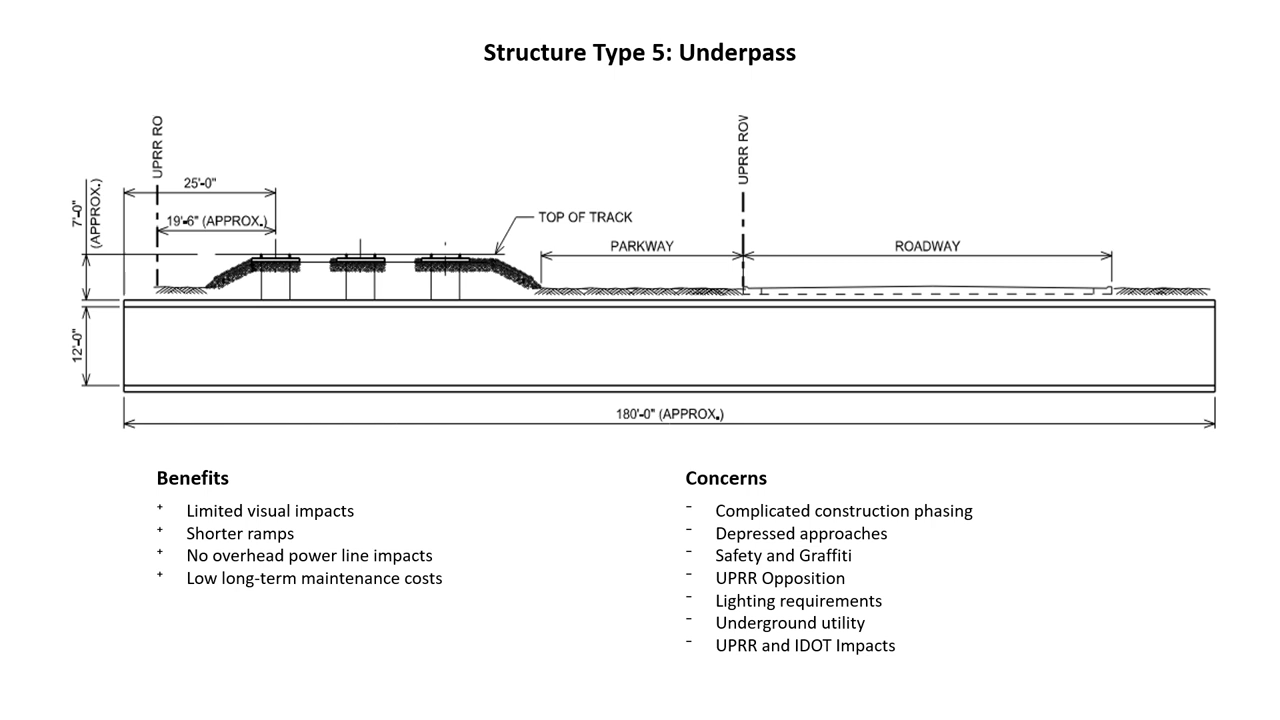 Structure Type 5: Underpass
UPRR RO
UPRR ROW
25'-0"
7'-0"
(APPROX.)
19'-6" (APPROX.)
TOP OF TRACK
PARKWAY
ROADWAY
12'-0"
180'-0" (APPROX.)
Benefits
+ Limited visual impacts
+ Shorter ramps
+ No overhead power line impacts
+ Low long-term maintenance costs
Concerns
− Complicated construction phasing
− Depressed approaches
− Safety and Graffiti
− UPRR Opposition
− Lighting requirements
− Underground utility
− UPRR and IDOT Impacts